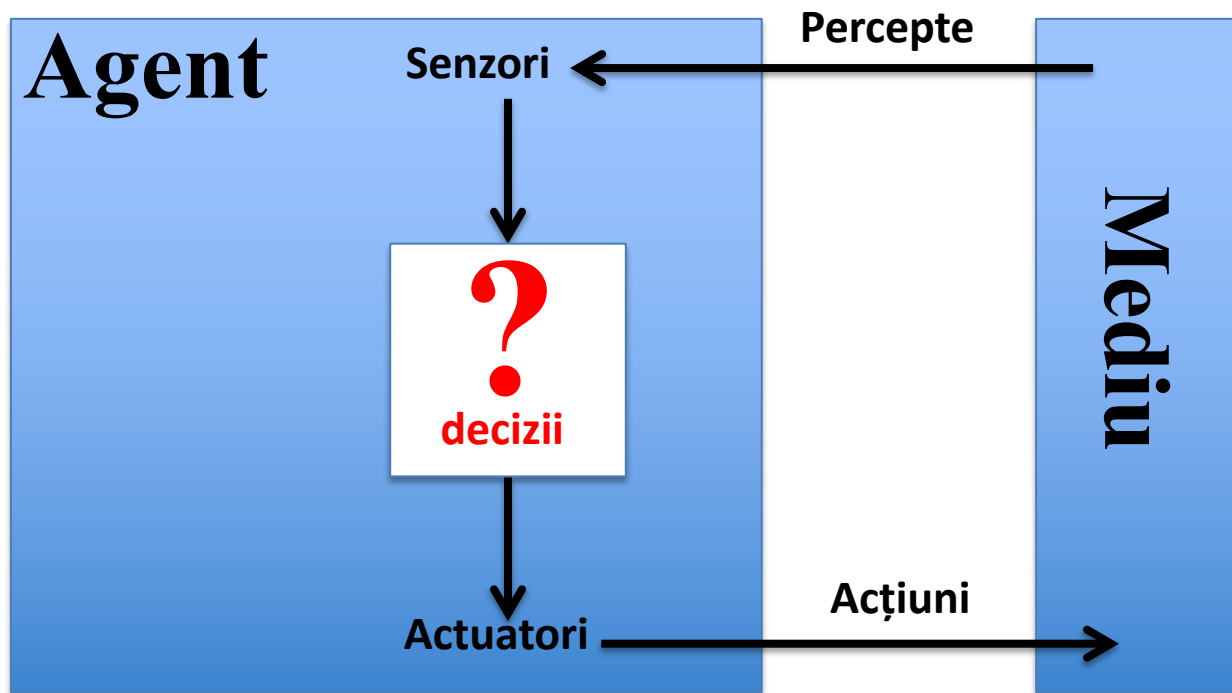 Agent
Senzori
Percepte
Mediu
?
decizii
Actuatori
Acțiuni